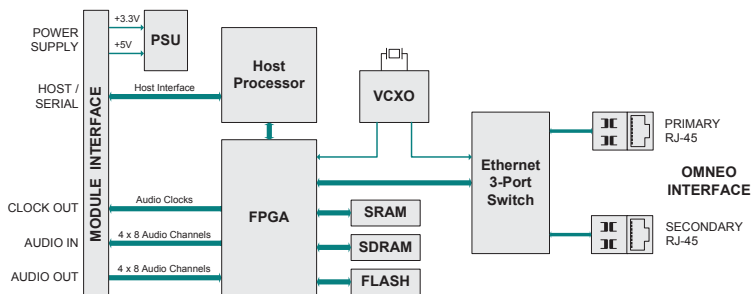 POWER
SUPPLY
+3.3V
+5V
PSU
HOST /
SERIAL
Host Interface
Host
Processor
VCXO
MODULE INTERFACE
CLOCK OUT
Audio Clocks
AUDIO IN
4 x 8 Audio Channels
AUDIO OUT
4 x 8 Audio Channels
FPGA
SRAM
SDRAM
FLASH
Ethernet
3-Port
Switch
PRIMARY
RJ-45
OMNEO
INTERFACE
SECONDARY
RJ-45